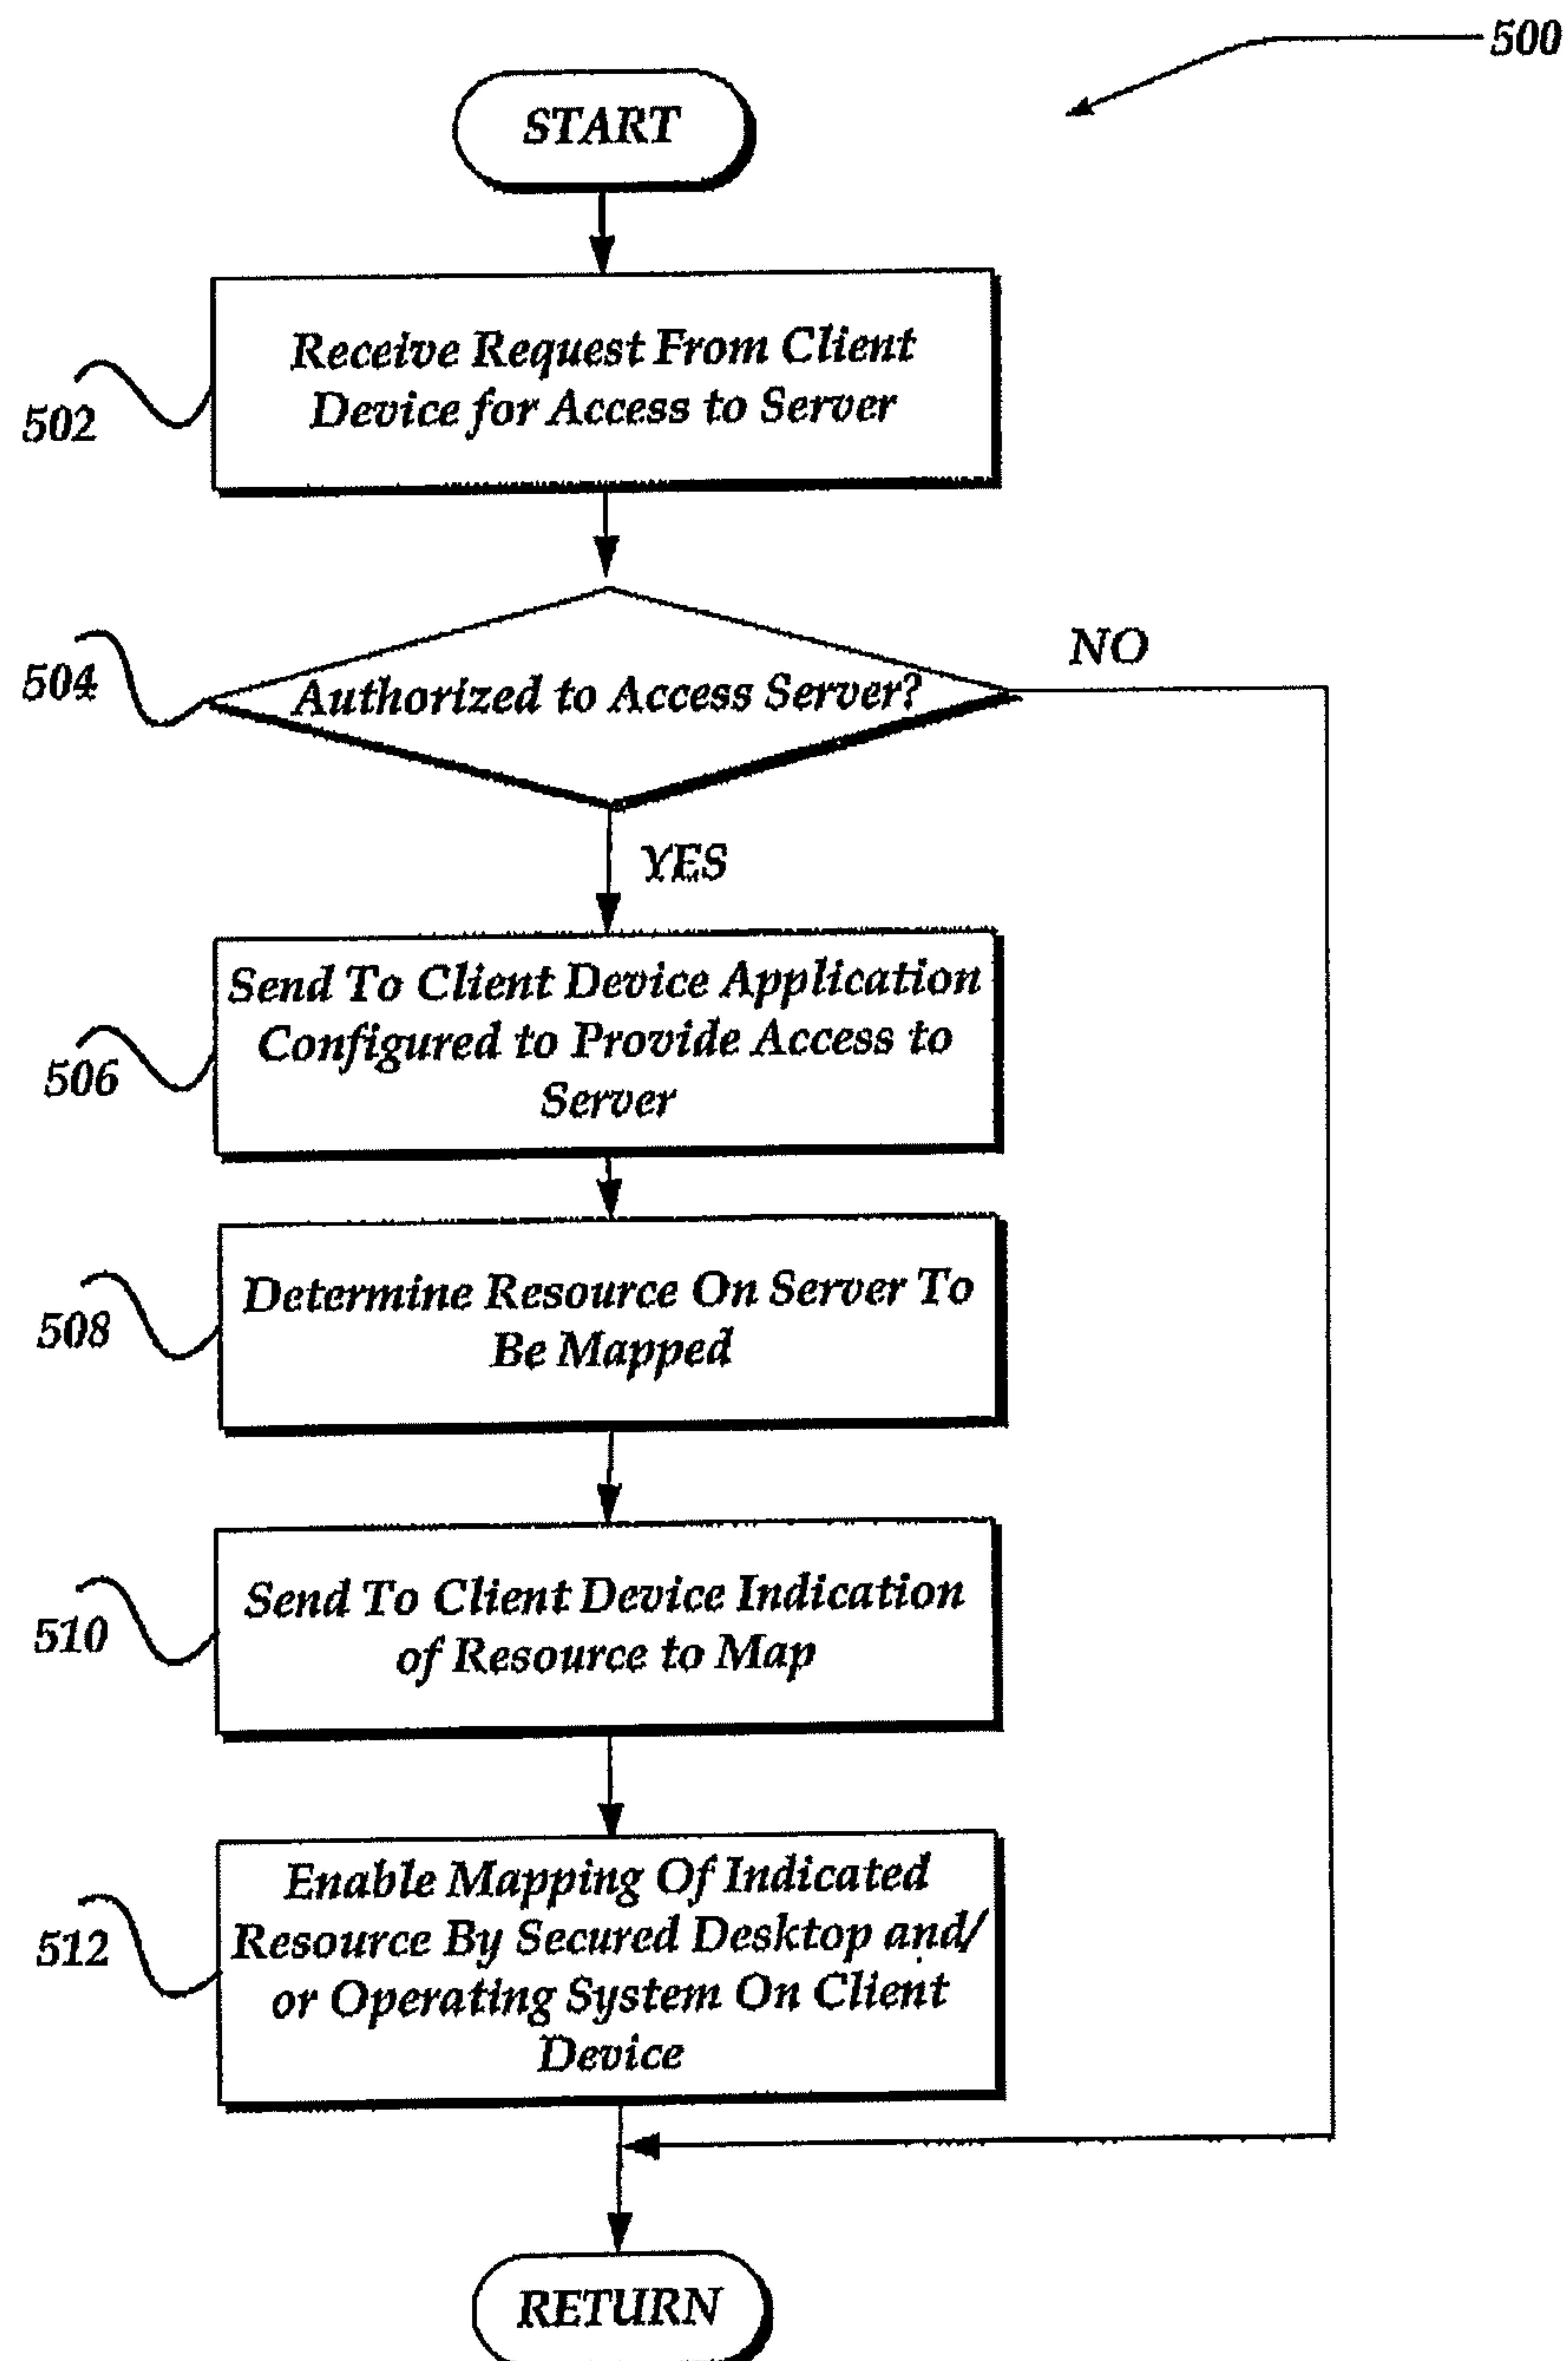 500
START
Receive Request From Client
Device for Access to Server
502
Authorized to Access Server?
NO
504
YES
Send To Client Device Application
Configured to Provide Access to
Server
506
Determine Resource On Server To
Be Mapped
508
Send To Client Device Indication
of Resource to Map
510
Enable Mapping Of Indicated
Resource By Secured Desktop and/
or Operating System On Client
Device
512
RETURN